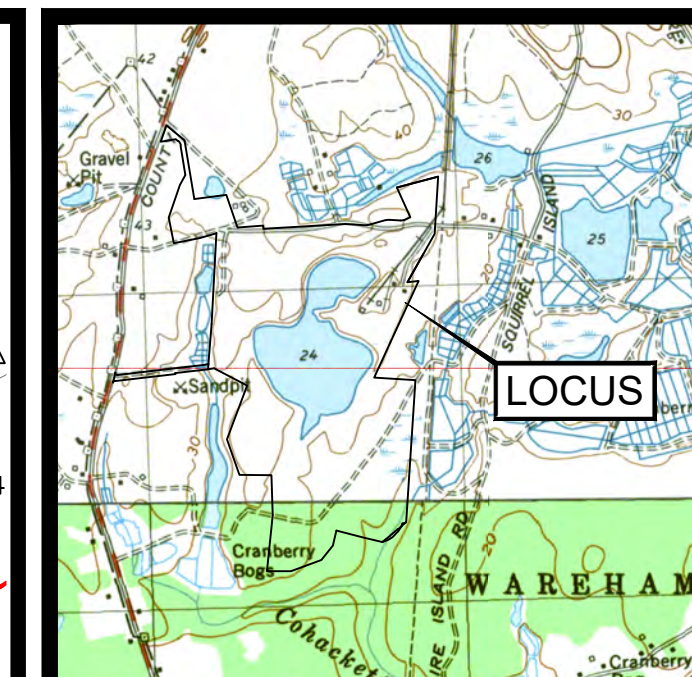 42
30
40
26
Gravel
Pit
COUNTY
43
ISLAND
25
20
SQUIRREL
24
LOCUS
Sandpit
30
Cranberry
Bogs
ISLAND RD
20
WAREHAM
Cohacket
Cranberry